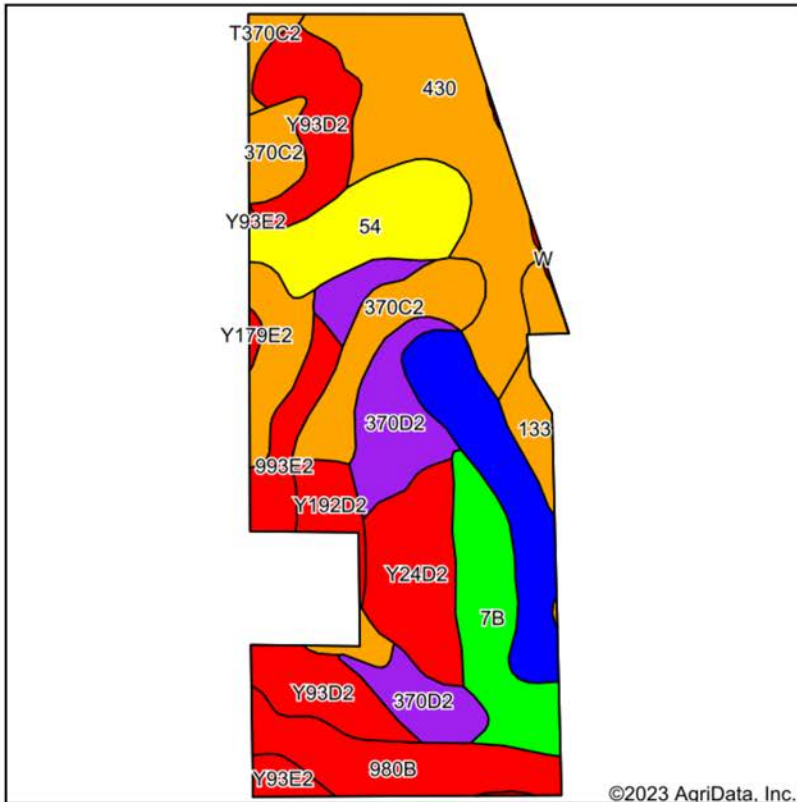 T370C2
430
Y93D2
370C2
Y93E2
54
W
370C2
Y179E2
370D2
133
993E2
Y192D2
Y24D2
7B
Y93D2
370D2
980B
Y93E2
©2023 AgriData, Inc.